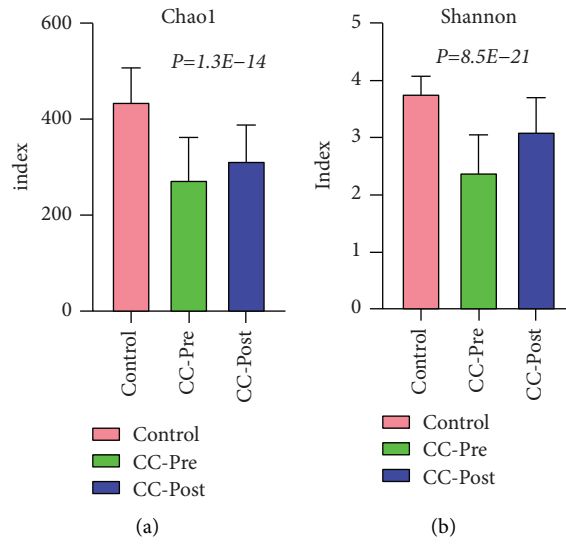 Chao1
P=1.3E−14
index
600
400
200
0
Control
CC-Pre
CC-Post
Control
CC-Pre
CC-Post
(a)
Shannon
P=8.5E−21
Index
5
4
3
2
1
0
Control
CC-Pre
CC-Post
Control
CC-Pre
CC-Post
(b)